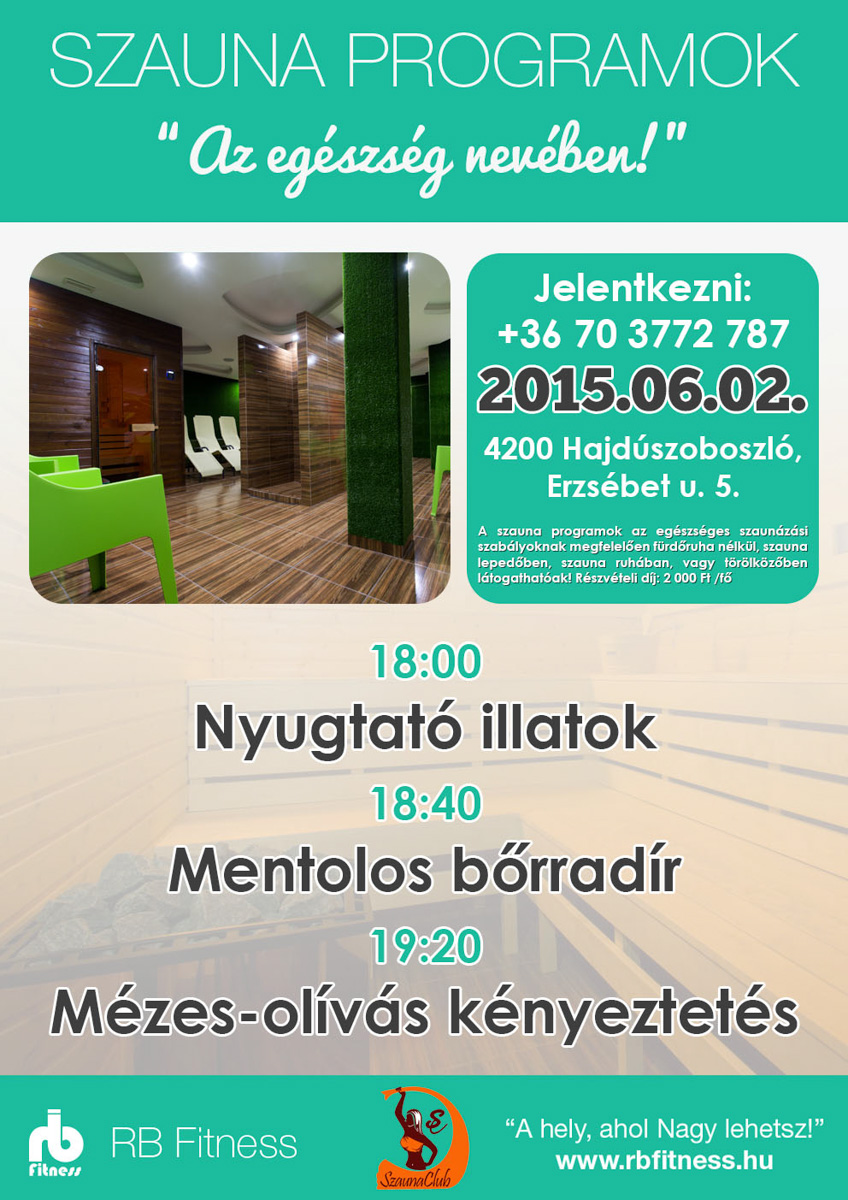 SZAUNA PROGRAMOK
“Az egészség nevében!”
Jelentkezni:
+36 70 3772 787
2015.06.02.
4200 Hajdúszoboszló,
Erzsébet u. 5.
A szauna programok az egészséges szaunázási
szabályoknak megfelelően fürdőruha nélkül, szauna
lepedőben, szauna ruhában, vagy törölközőben
látogathatóak! Részvételi díj: 2 000 Ft /fő
18:00
Nyugtató illatok
18:40
Mentolos bőrradír
19:20
Mézes-olívás kényeztetés
rb
Fitness
RB Fitness
SC
SzaunaClub
“A hely, ahol Nagy lehetsz!”
www.rbfitness.hu